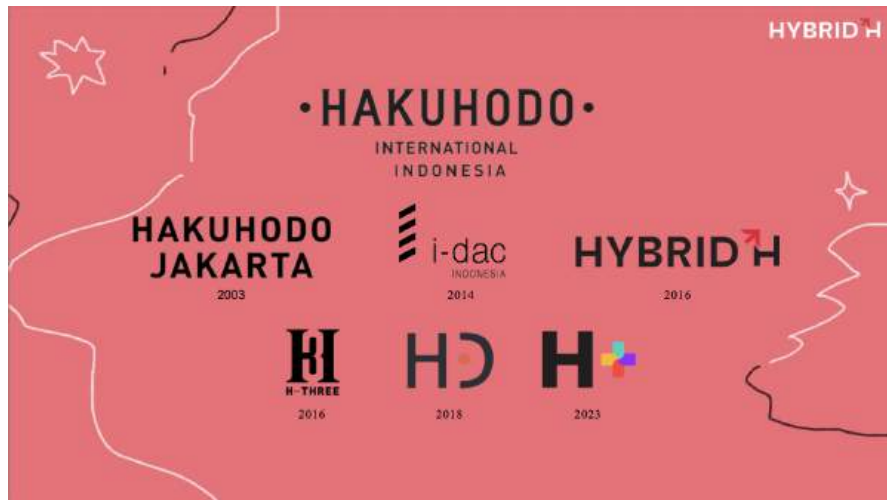 HYBRID H
·HAKUHODO·
INTERNATIONAL
INDONESIA
HAKUHODO
JAKARTA
2003
i-dac
INDONESIA
2014
HYBRID H
2016
H
H-THREE
2016
HD
2018
H+
2023